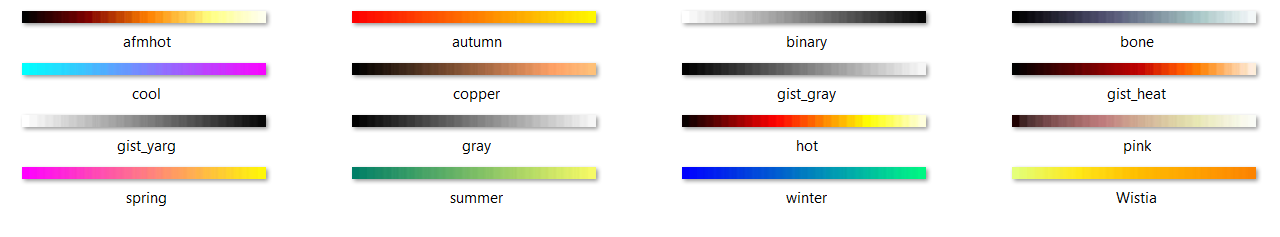 afmhot autumn binary bone
cool copper gist_gray gist_heat
gist_yarg gray hot pink
spring summer winter Wistia